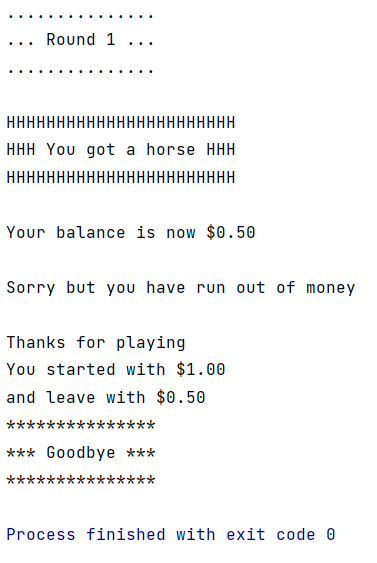 ...............
... Round 1 ...
...............
HHHHHHHHHHHHHHHHHHHHHHH
HHH You got a horse HHH
HHHHHHHHHHHHHHHHHHHHHHH
Your balance is now $0.50
Sorry but you have run out of money
Thanks for playing
You started with $1.00
and leave with $0.50
***************
*** Goodbye ***
***************
Process finished with exit code 0